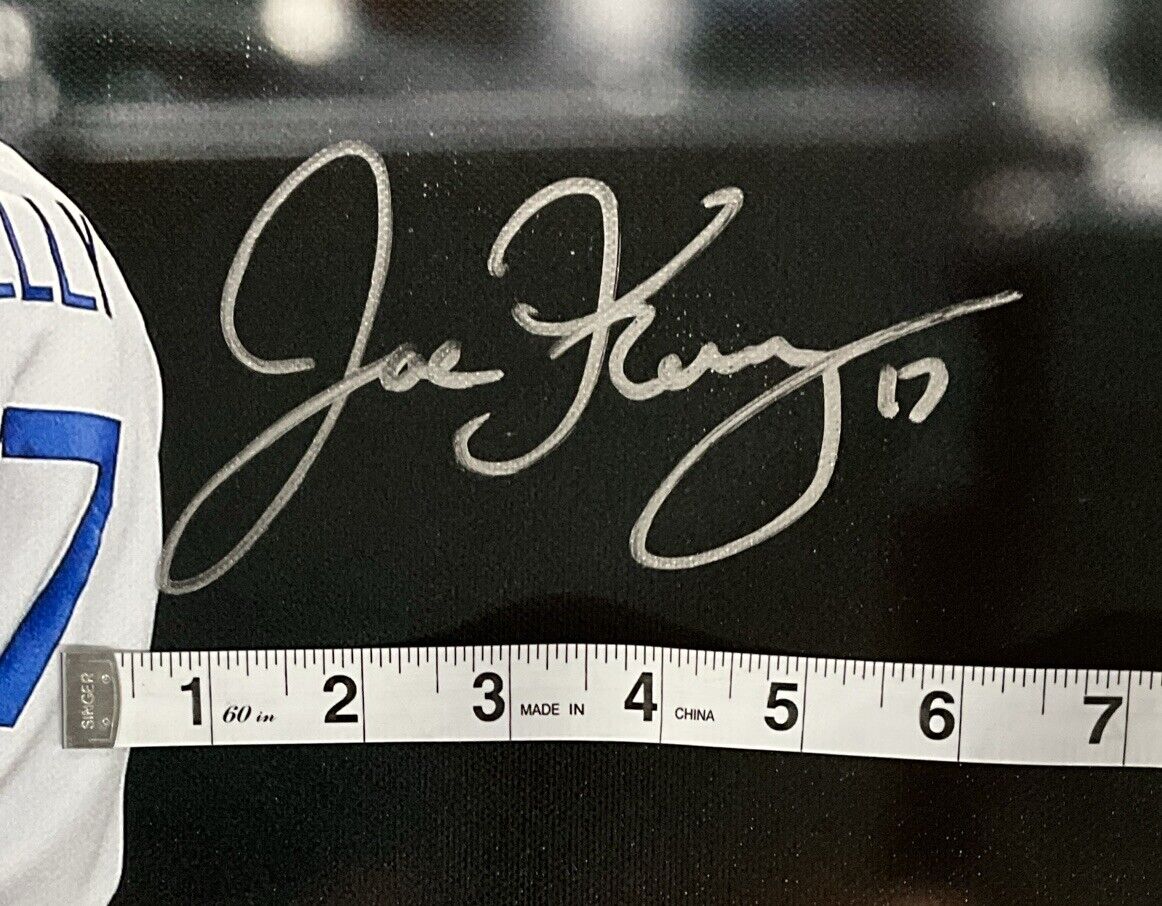 LLY
7
Joe Kelly 17
SINGER
1 60 in 2 3 MADE IN 4 CHINA 5 6 7